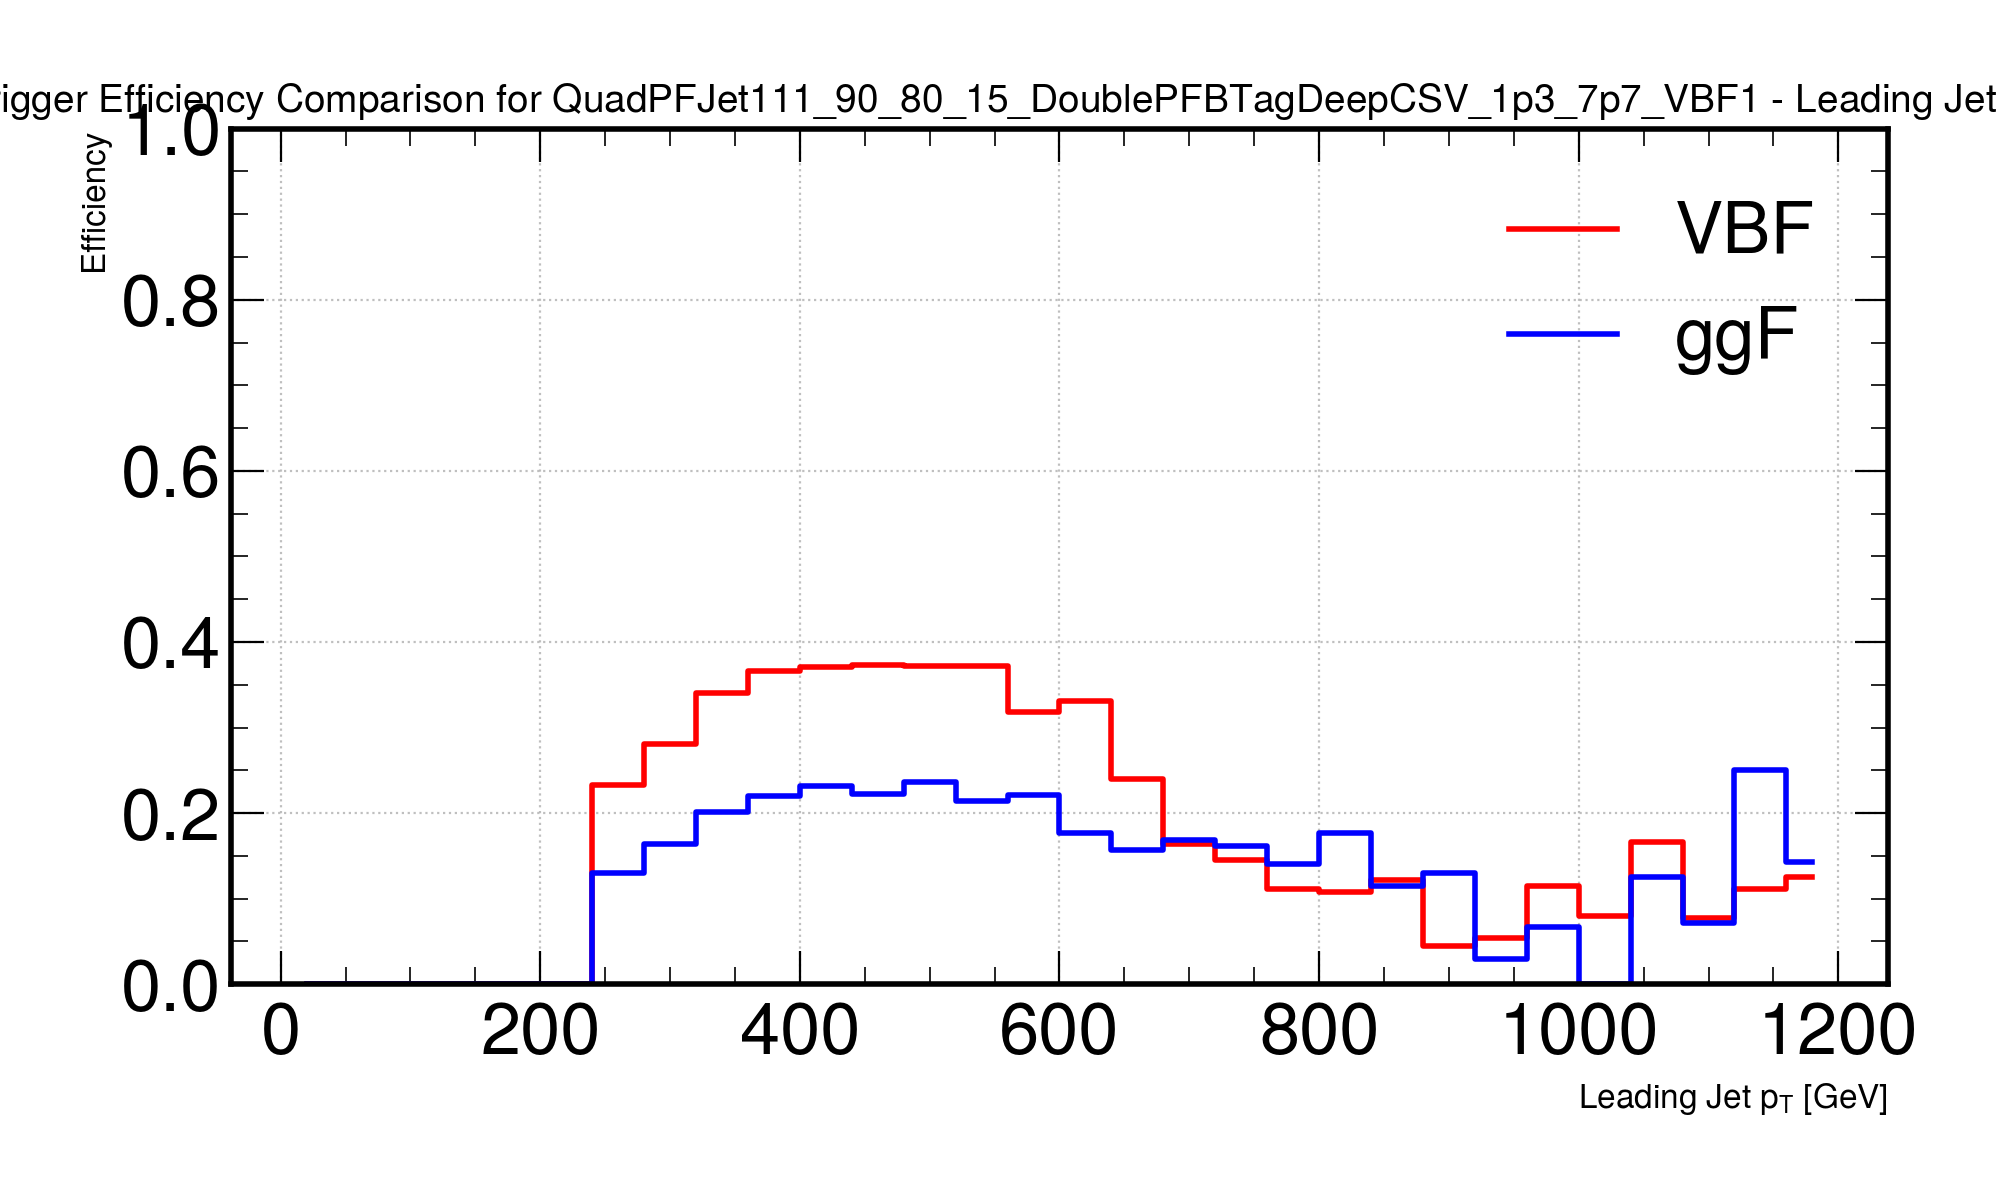 igger Efficiency Comparison for QuadPFJet111_90_80_15_DoublePFBTagDeepCSV_1p3_7p7_VBF1 - Leading Jet
Efficiency
1.0
0.8
0.6
0.4
0.2
0.0
VBF
ggF
0 200 400 600 800 1000 1200
Leading Jet pT [GeV]